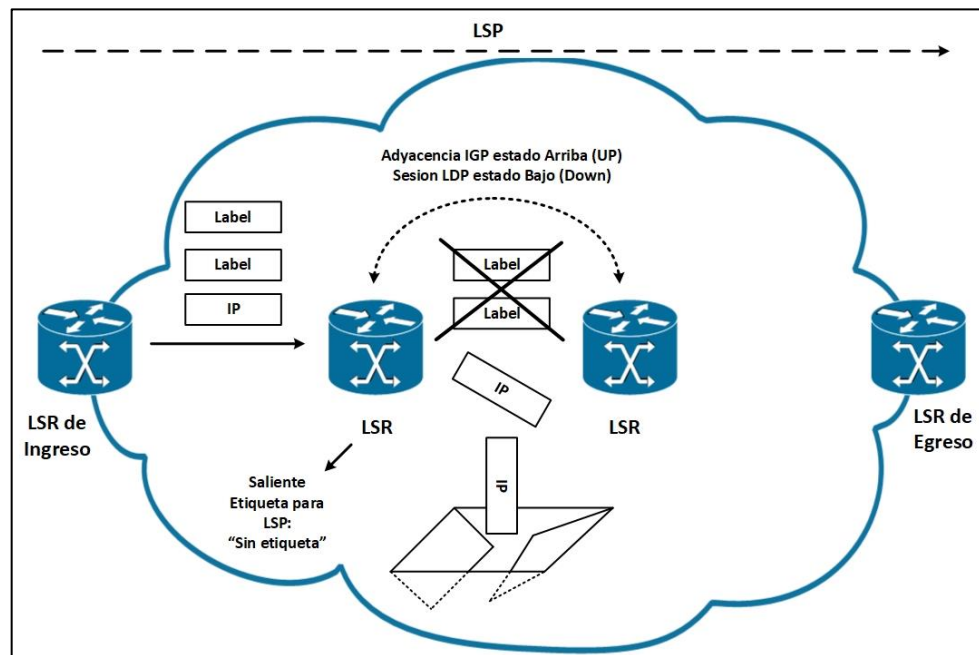 LSP
Adyacencia IGP estado Arriba (UP)
Sesion LDP estado Bajo (Down)
Label
Label
IP
Label
Label
IP
IP
LSR de
Ingreso
LSR
LSR
LSR de
Egreso
Saliente
Etiqueta para
LSP:
“Sin etiqueta”